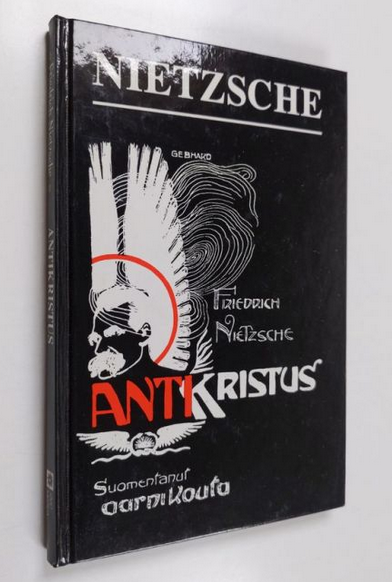 NIETZSCHE
GEBHARD
FRIEDRICH
NIETZSCHE
ANTIKRISTUS
Suomentanut
aarni Kouta
ANTIKRISTUS